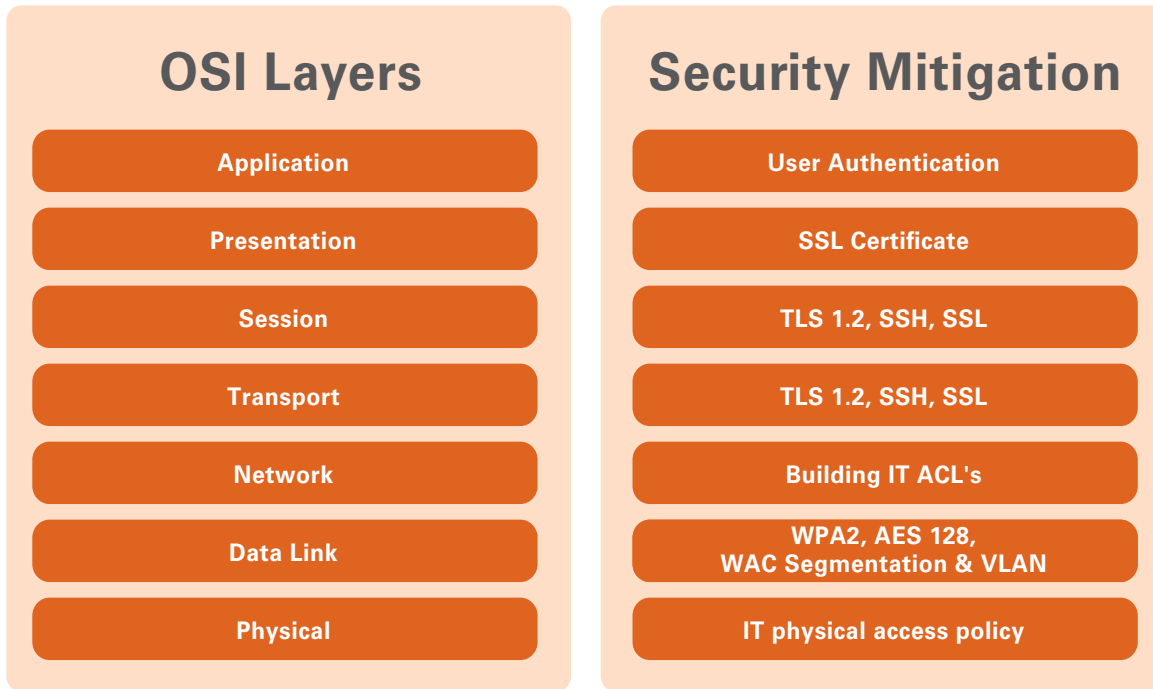 OSI Layers
Application
Presentation
Session
Transport
Network
Data Link
Physical
Security Mitigation
User Authentication
SSL Certificate
TLS 1.2, SSH, SSL
TLS 1.2, SSH, SSL
Building IT ACL's
WPA2, AES 128,
WAC Segmentation & VLAN
IT physical access policy